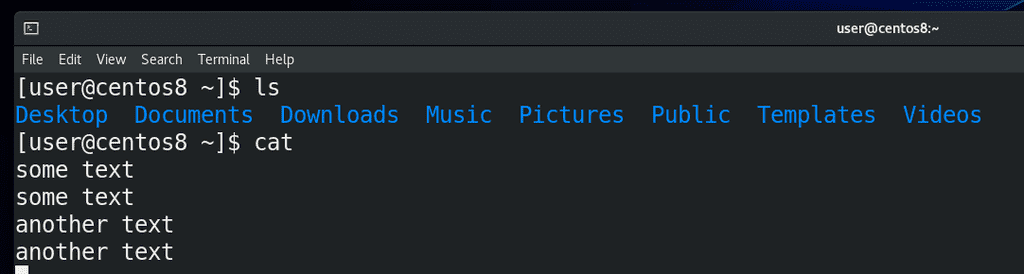 user@centos8:~
File Edit View Search Terminal Help
[user@centos8 ~]$ ls
Desktop  Documents  Downloads  Music  Pictures  Public  Templates  Videos
[user@centos8 ~]$ cat
some text
some text
another text
another text